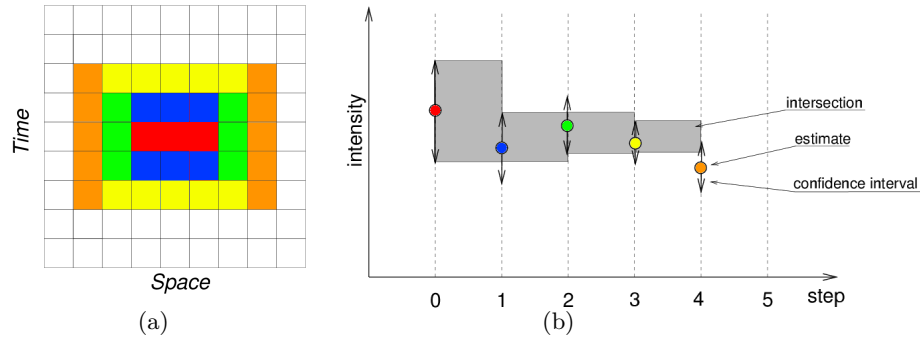 Time
Space
(a)
intensity
intersection
estimate
confidence interval
0 1 2 3 4 5 step
(b)